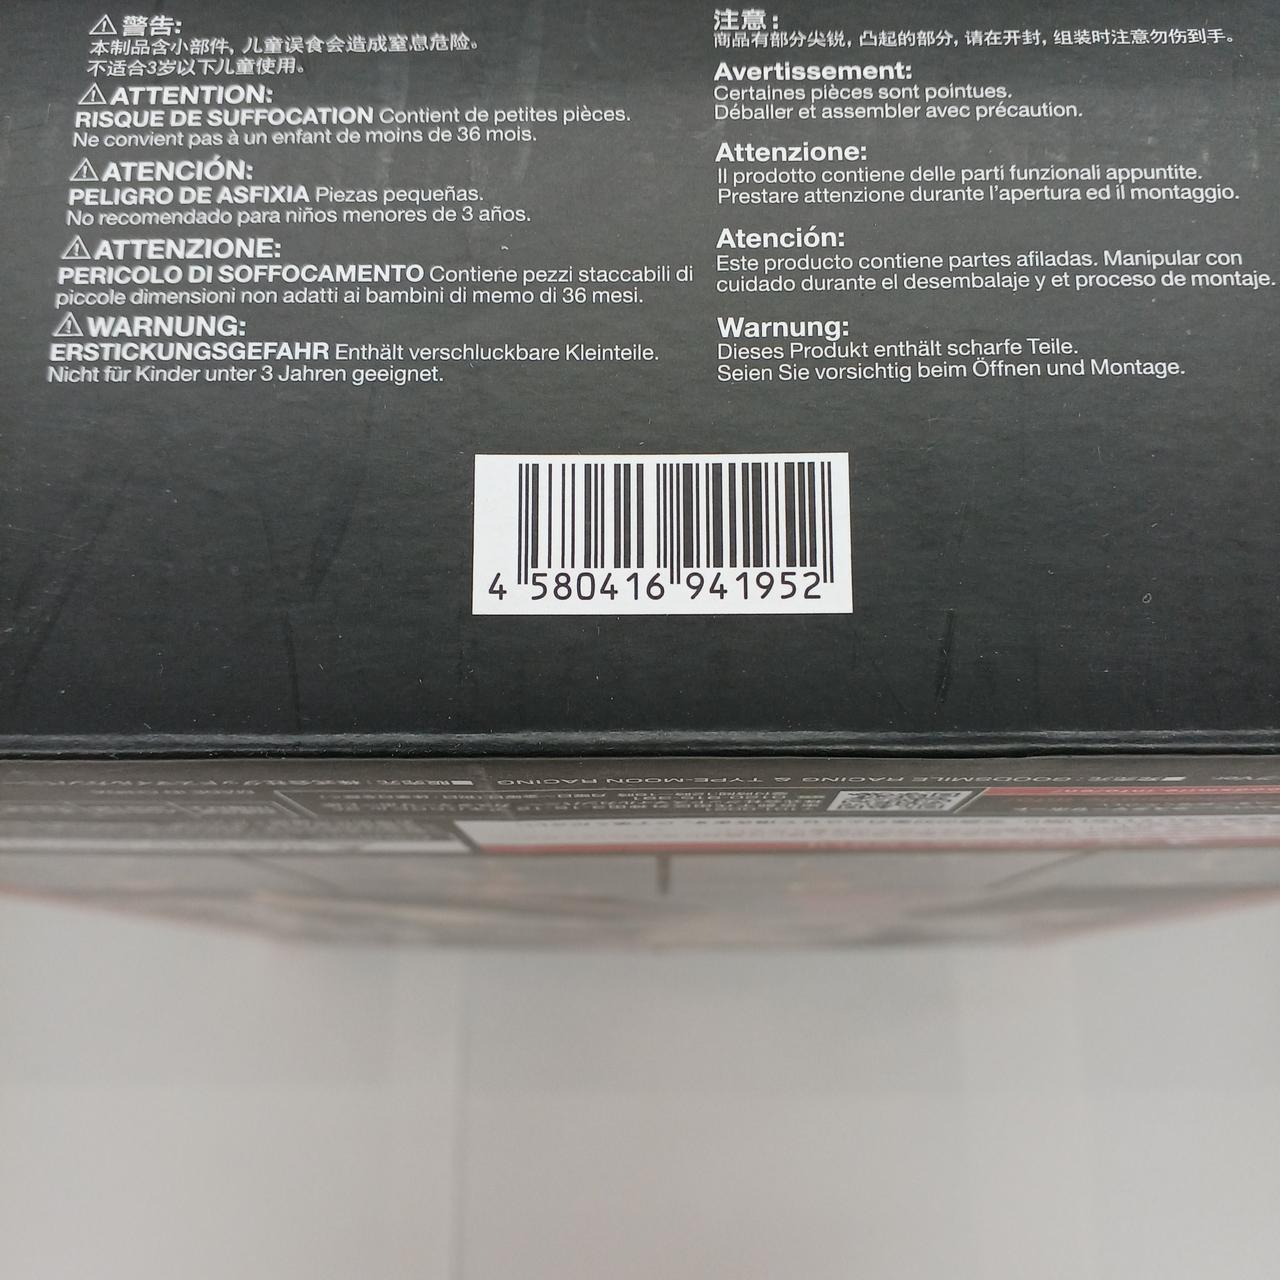 ⚠警告:
本制品含小部件, 儿童误食会造成窒息危险。
不适合3岁以下儿童使用。
⚠ATTENTION:
RISQUE DE SUFFOCATION Contient de petites pièces.
Ne convient pas à un enfant de moins de 36 mois.
⚠ATENCIÓN:
PELIGRO DE ASFIXIA Piezas pequeñas.
No recomendado para niños menores de 3 años.
⚠ATTENZIONE:
PERICOLO DI SOFFOCAMENTO Contiene pezzi staccabili di
piccole dimensioni non adatti ai bambini di memo di 36 mesi.
⚠WARNUNG:
ERSTICKUNGSGEFAHR Enthält verschluckbare Kleinteile.
Nicht für Kinder unter 3 Jahren geeignet.
注意:
商品有部分尖锐, 凸起的部分, 请在开封, 组装时注意勿伤到手。
Avertissement:
Certaines pièces sont pointues.
Déballer et assembler avec précaution.
Attenzione:
Il prodotto contiene delle parti funzionali appuntite.
Prestare attenzione durante l'apertura ed il montaggio.
Atención:
Este producto contiene partes afiladas. Manipular con
cuidado durante el desembalaje y et proceso de montaje.
Warnung:
Dieses Produkt enthält scharfe Teile.
Seien Sie vorsichtig beim Öffnen und Montage.
4 580416 941952
GOODSMILE RACING & TYPE-MOON RACING